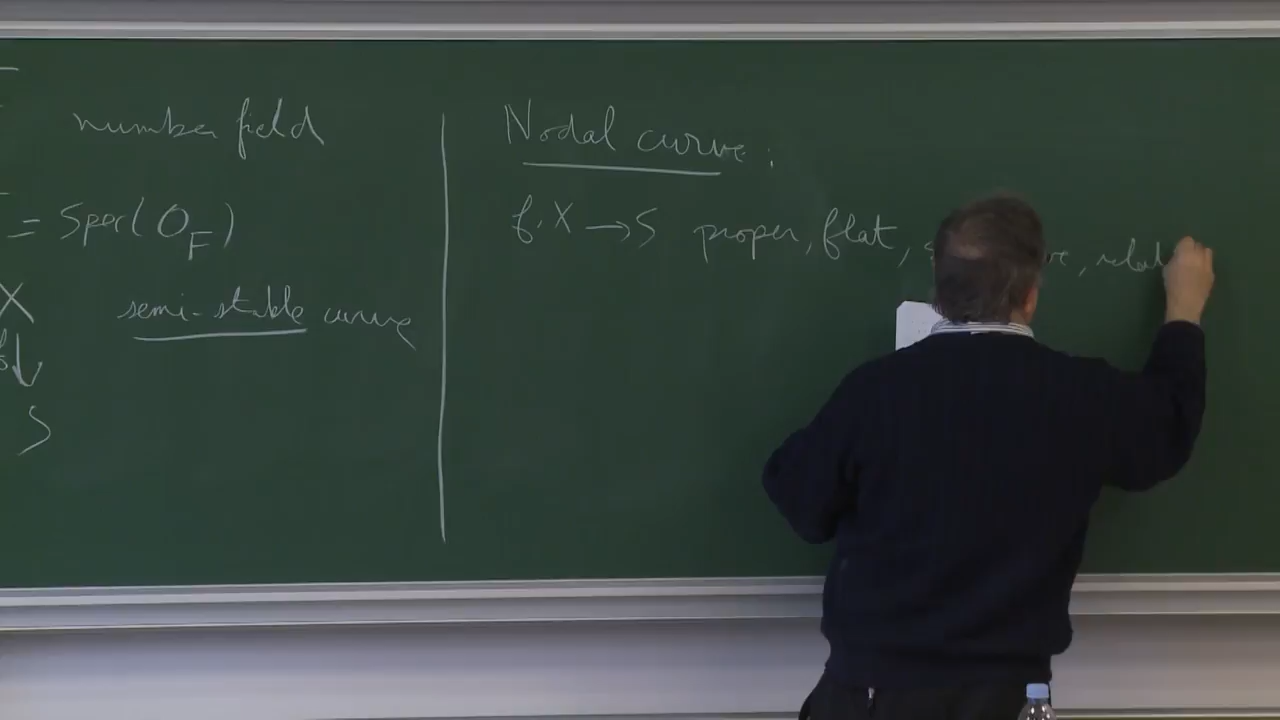 number field
= Spec(O_F)
X semi-stable curve
f ↓
S
Nodal curve :
f: X → S proper, flat,